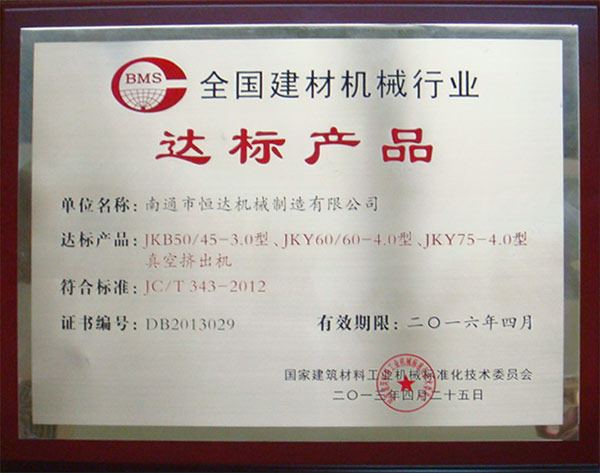 BMS
全国建材机械行业
达标产品
单位名称：南通市恒达机械制造有限公司
达标产品：JKB50/45-3.0型、JKY60/60-4.0型、JKY75-4.0型
真空挤出机
符合标准：JC/T 343-2012
证书编号：DB2013029 有效期限：二〇一六年四月
国家建筑材料工业机械标准化技术委员会
二〇一三年四月二十五日